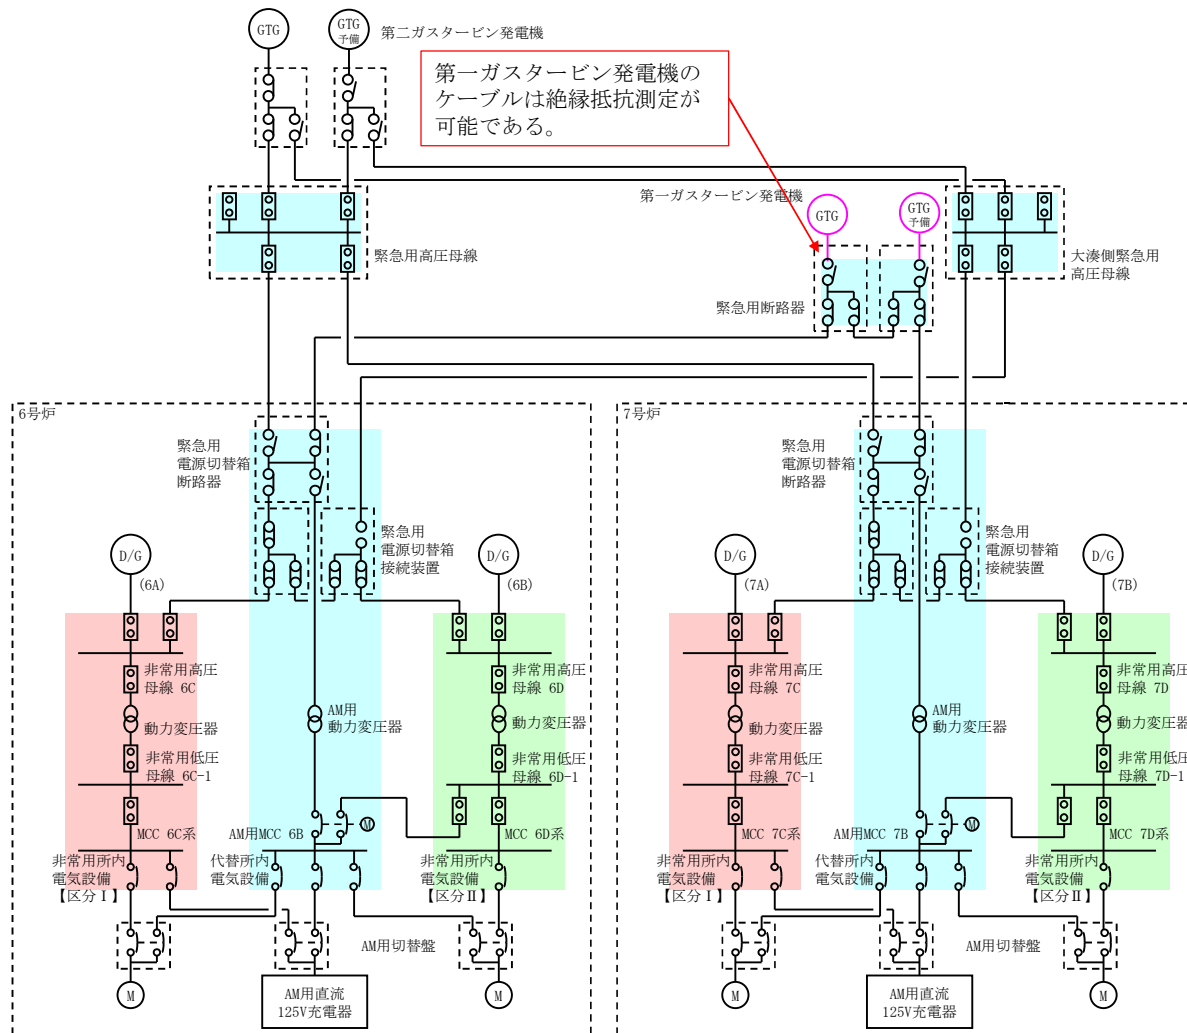 GTG
GTG
予備
第二ガスタービン発電機
第一ガスタービン発電機の
ケーブルは絶縁抵抗測定が
可能である。
第一ガスタービン発電機
GTG
GTG
予備
緊急用高圧母線
大湊側緊急用
高圧母線
緊急用断路器
6号炉
緊急用
電源切替箱
断路器
緊急用
電源切替箱
接続装置
D/G
(6A)
D/G
(6B)
非常用高圧
母線 6C
動力変圧器
非常用低圧
母線 6C-1
MCC 6C系
非常用所内
電気設備
【区分Ⅰ】
AM用
動力変圧器
AM用MCC 6B
M
代替所内
電気設備
非常用高圧
母線 6D
動力変圧器
非常用低圧
母線 6D-1
MCC 6D系
非常用所内
電気設備
【区分Ⅱ】
AM用切替盤
M
AM用直流
125V充電器
M
7号炉
緊急用
電源切替箱
断路器
緊急用
電源切替箱
接続装置
D/G
(7A)
D/G
(7B)
非常用高圧
母線 7C
動力変圧器
非常用低圧
母線 7C-1
MCC 7C系
非常用所内
電気設備
【区分Ⅰ】
AM用
動力変圧器
AM用MCC 7B
M
代替所内
電気設備
非常用高圧
母線 7D
動力変圧器
非常用低圧
母線 7D-1
MCC 7D系
非常用所内
電気設備
【区分Ⅱ】
AM用切替盤
M
AM用直流
125V充電器
M